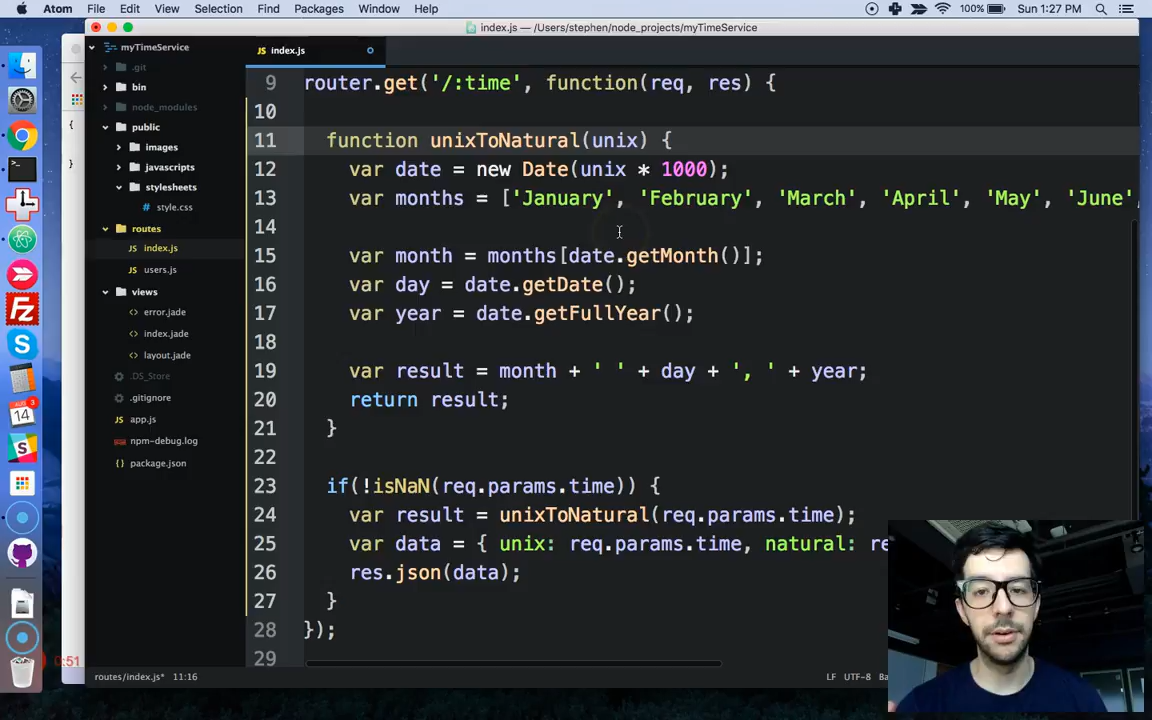 Atom File Edit View Selection Find Packages Window Help 100% Sun 1:27 PM
index.js — /Users/stephen/node_projects/myTimeService
myTimeService
.git
bin
node_modules
public
images
javascripts
stylesheets
style.css
routes
index.js
users.js
views
error.jade
index.jade
layout.jade
.DS_Store
.gitignore
app.js
npm-debug.log
package.json
index.js
9 router.get('/:time', function(req, res) {
10
11 function unixToNatural(unix) {
12 var date = new Date(unix * 1000);
13 var months = ['January', 'February', 'March', 'April', 'May', 'June',
14
15 var month = months[date.getMonth()];
16 var day = date.getDate();
17 var year = date.getFullYear();
18
19 var result = month + ' ' + day + ', ' + year;
20 return result;
21 }
22
23 if(!isNaN(req.params.time)) {
24 var result = unixToNatural(req.params.time);
25 var data = { unix: req.params.time, natural: re
26 res.json(data);
27 }
28 });
29
routes/index.js* 11:16
LF UTF-8 Ba
{
}
14
3
:51